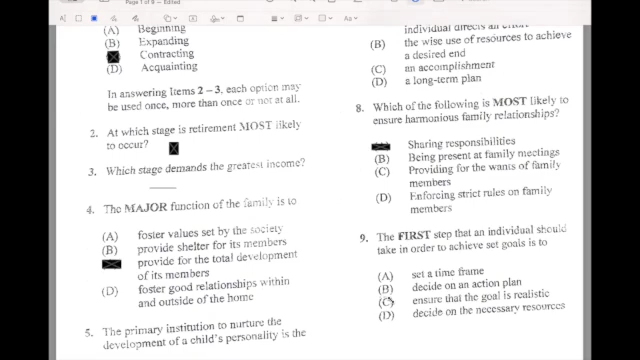 Page 1 of 9 – Edited
(A) Beginning
(B) Expanding
Contracting
(D) Acquainting
In answering Items 2 – 3, each option may
be used once, more than once or not at all.
2. At which stage is retirement MOST likely
to occur?
3. Which stage demands the greatest income?
4. The MAJOR function of the family is to
(A) foster values set by the society
(B) provide shelter for its members
provide for the total development
of its members
(D) foster good relationships within
and outside of the home
5. The primary institution to nurture the
development of a child's personality is the
individual directs an effort
(B) the wise use of resources to achieve
a desired end
(C) an accomplishment
(D) a long-term plan
8. Which of the following is MOST likely to
ensure harmonious family relationships?
Sharing responsibilities
(B) Being present at family meetings
(C) Providing for the wants of family
members
(D) Enforcing strict rules on family
members
9. The FIRST step that an individual should
take in order to achieve set goals is to
(A) set a time frame
(B) decide on an action plan
(C) ensure that the goal is realistic
(D) decide on the necessary resources